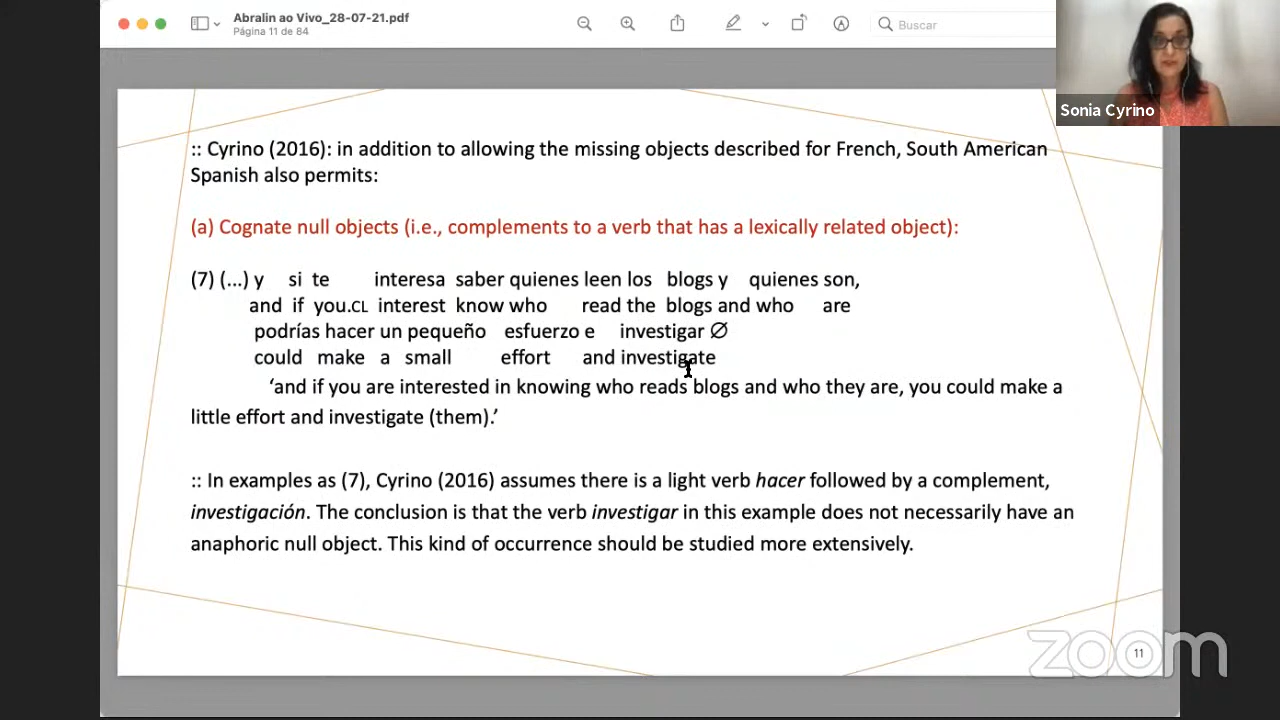 Abralin ao Vivo_28-07-21.pdf
Página 11 de 84
Buscar
Sonia Cyrino
:: Cyrino (2016): in addition to allowing the missing objects described for French, South American
Spanish also permits:
(a) Cognate null objects (i.e., complements to a verb that has a lexically related object):
(7) (...) y si te interesa saber quienes leen los blogs y quienes son,
and if you.CL interest know who read the blogs and who are
podrías hacer un pequeño esfuerzo e investigar ∅
could make a small effort and investigate
‘and if you are interested in knowing who reads blogs and who they are, you could make a
little effort and investigate (them).’
:: In examples as (7), Cyrino (2016) assumes there is a light verb hacer followed by a complement,
investigación. The conclusion is that the verb investigar in this example does not necessarily have an
anaphoric null object. This kind of occurrence should be studied more extensively.
zoom
11